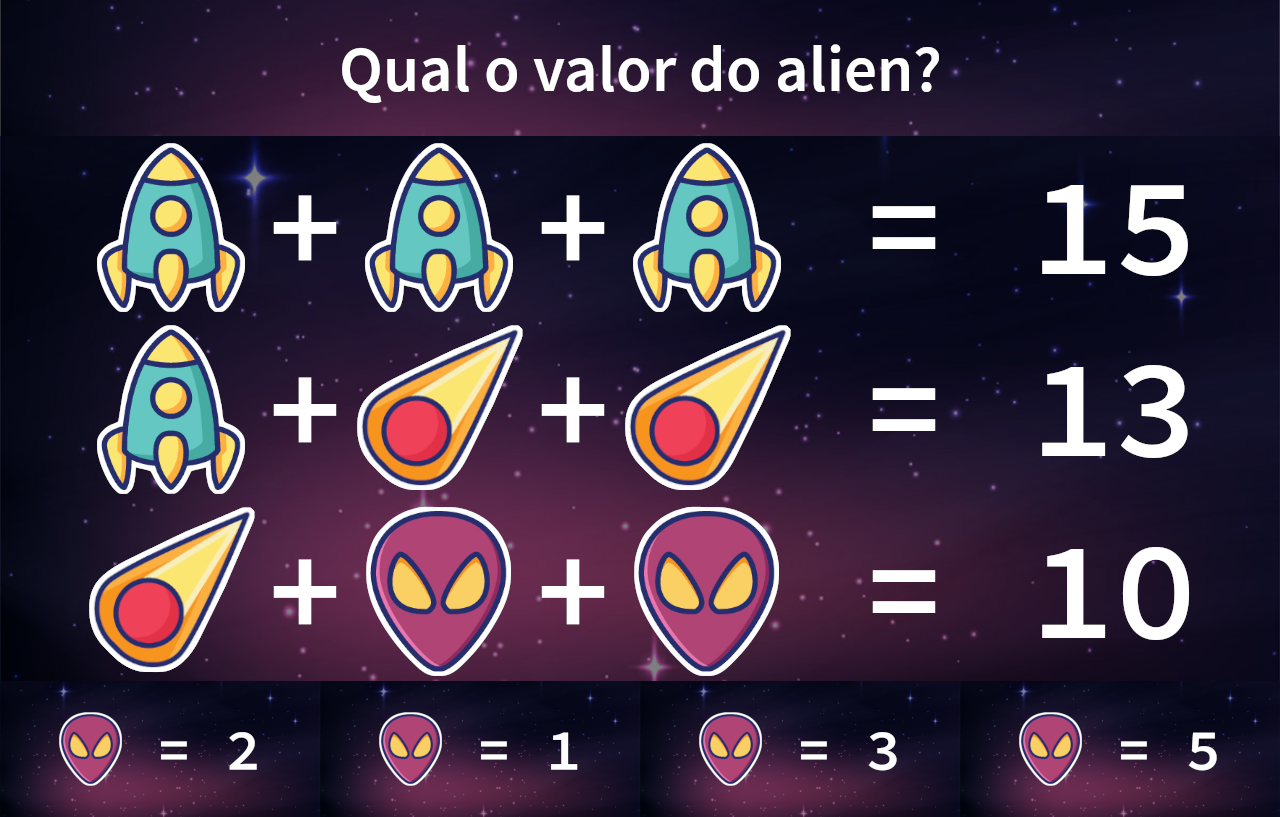 Qual o valor do alien?
+ + = 15
+ + = 13
+ + = 10
= 2 = 1 = 3 = 5